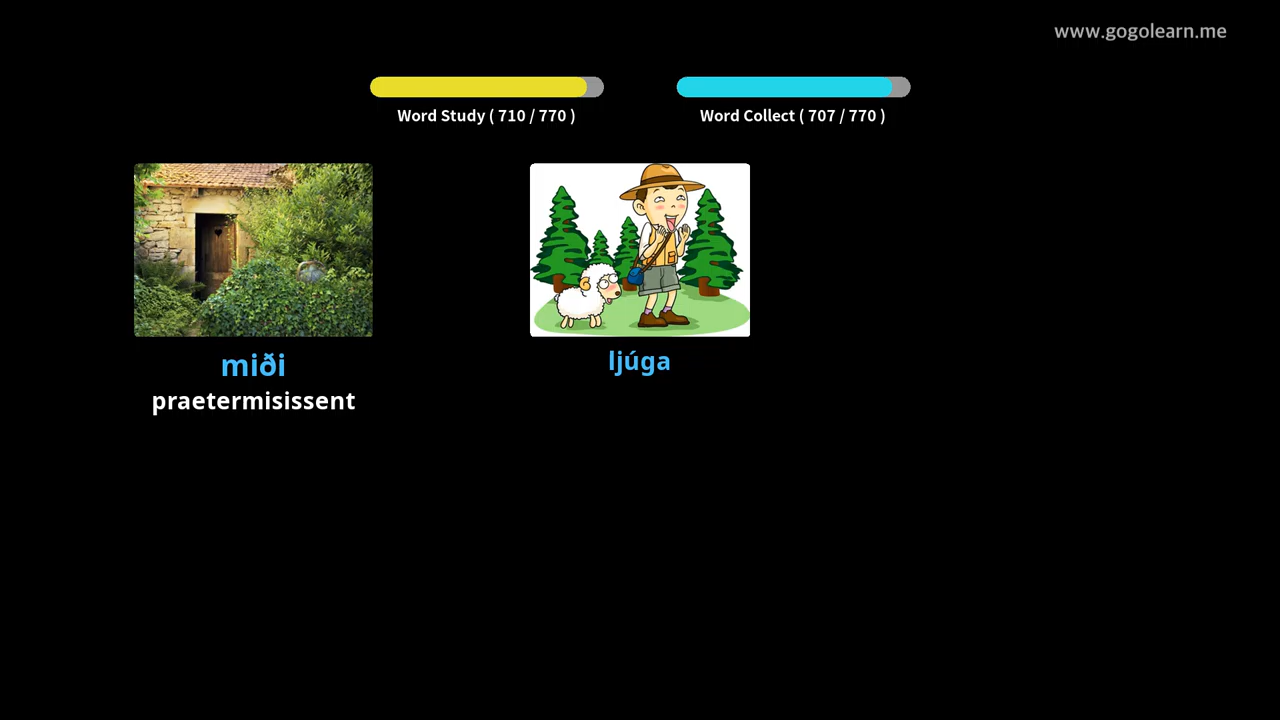 www.gogolearn.me
Word Study ( 710 / 770 )
Word Collect ( 707 / 770 )
miði
praetermisissent
ljúga